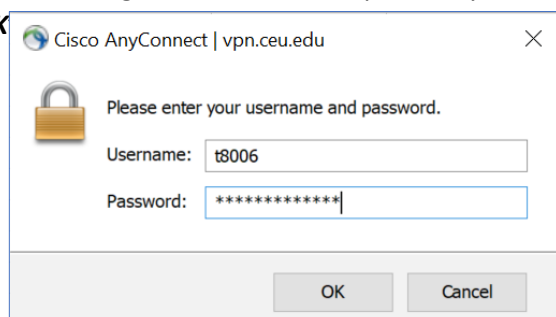 Cisco AnyConnect | vpn.ceu.edu
Please enter your username and password.
Username: t8006
Password: *************
OK Cancel